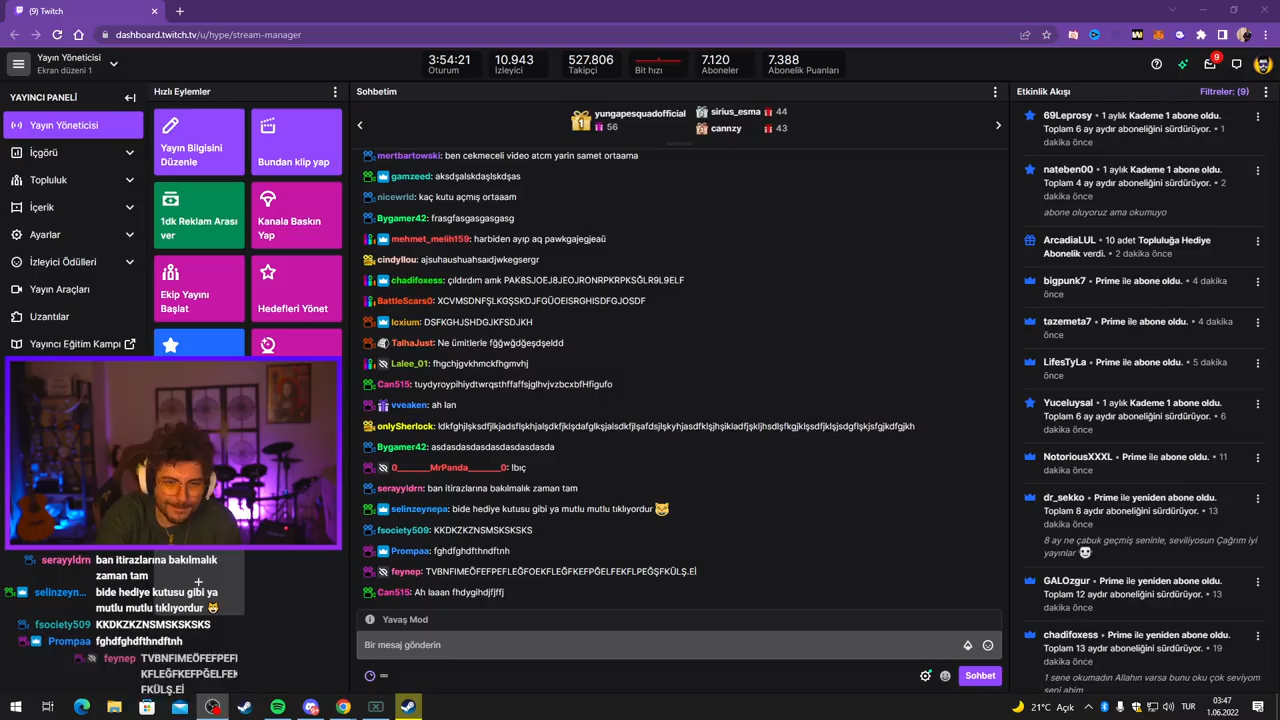 (9) Twitch
dashboard.twitch.tv/u/hype/stream-manager
Yayın Yöneticisi
Ekran düzeni 1
3:54:21
Oturum
10.943
İzleyici
527.806
Takipçi
Bit hızı
7.120
Aboneler
7.388
Abonelik Puanları
9
YAYINCI PANELİ
Yayın Yöneticisi
İçgörü
Topluluk
İçerik
Ayarlar
İzleyici Ödülleri
Yayın Araçları
Uzantılar
Yayıncı Eğitim Kampı
Hızlı Eylemler
Yayın Bilgisini
Düzenle
Bundan klip yap
1dk Reklam Arası
ver
Kanala Baskın
Yap
Ekip Yayını
Başlat
Hedefleri Yönet
serayyldrn ban itirazlarına bakılmalık
zaman tam
selinzeyn... bide hediye kutusu gibi ya
mutlu mutlu tıklıyordur
fsociety509 KKDKZKZNSMSKSKSKS
Prompaa fghdfghdfthndftnh
feynep TVBNFIMEÖFEFPEFL
KFLEĞFKEFPĞELFEK
FKÜLŞ.Eİ
Sohbetim
1
yungapesquadofficial
56
sirius_esma 44
cannzy 43
mertbartowski: ben cekmeceli video atcm yarin samet ortaama
gamzeed: aksdşalskdaşlskdşas
nicewrld: kaç kutu açmış ortaaam
Bygamer42: frasgfasgasgasgasg
mehmet_melih159: harbiden ayıp aq pawkgajegjeaü
cindyllou: ajsuhaushuahsaıdjwkegsergr
chadifoxess: çıldırdım amk PAK8SJOEJ8JEOJRONRPKRPKSĞLR9L9ELF
BattleScars0: XCVMSDNFŞLKGŞSKDJFGÜOEISRGHISDFGJOSDF
Icxium: DSFKGHJSHDGJKFSDJKH
TalhaJust: Ne ümitlerle fğğwğdğeşdşeldd
Lalee_01: fhgchjgvkhmckfhgmvhj
Can515: tuydyroypihiydtwrqsthffaffsjglhvjvzbcxbfHfigufo
vveaken: ah lan
onlySherlock: ldkfghjlşksdfjlkjadsflşkhjalşdkfjklşdafglkşjalsdkfjlşafdsjlşkyhjasdfklşjhşikladfjşkljhsdlşfkgjklşsdfjklşjsdgflşkjsfgjkdfgjkh
Bygamer42: asdasdasdasdasdasdasda
0_______MrPanda_______0: !bıç
serayyldrn: ban itirazlarına bakılmalık zaman tam
selinzeynepa: bide hediye kutusu gibi ya mutlu mutlu tıklıyordur
fsociety509: KKDKZKZNSMSKSKSKS
Prompaa: fghdfghdfthndftnh
feynep: TVBNFIMEÖFEFPEFLEĞFOEKFLEĞFKEFPĞELFEKFLPEĞŞFKÜLŞ.Eİ
Can515: Ah laaan fhdygihdjfjffj
Yavaş Mod
Bir mesaj gönderin
Sohbet
Etkinlik Akışı
Filtreler: (9)
69Leprosy • 1 aylık Kademe 1 abone oldu.
Toplam 6 ay aydır aboneliğini sürdürüyor. • 1
dakika önce
nateben00 • 1 aylık Kademe 1 abone oldu.
Toplam 4 ay aydır aboneliğini sürdürüyor. • 2
dakika önce
abone oluyoruz ama okumuyo
ArcadiaLUL • 10 adet Topluluğa Hediye
Abonelik verdi. • 2 dakika önce
bigpunk7 • Prime ile abone oldu. • 4 dakika
önce
tazemeta7 • Prime ile abone oldu. • 4 dakika
önce
LifesTyLa • Prime ile abone oldu. • 5 dakika
önce
Yuceluysal • 1 aylık Kademe 1 abone oldu.
Toplam 6 ay aydır aboneliğini sürdürüyor. • 6
dakika önce
NotoriousXXXL • Prime ile abone oldu. • 11
dakika önce
dr_sekko • Prime ile yeniden abone oldu.
Toplam 8 aydır aboneliğini sürdürüyor. • 13
dakika önce
8 ay ne çabuk geçmiş seninle, seviliyosun Çağrım iyi
yayınlar
GALOzgur • Prime ile yeniden abone oldu.
Toplam 12 aydır aboneliğini sürdürüyor. • 13
dakika önce
chadifoxess • Prime ile yeniden abone oldu.
Toplam 13 aydır aboneliğini sürdürüyor. • 19
dakika önce
1 sene okumadın Allahın varsa bunu oku çok seviyom
seni abim
21°C Açık
TUR
03:47
1.06.2022